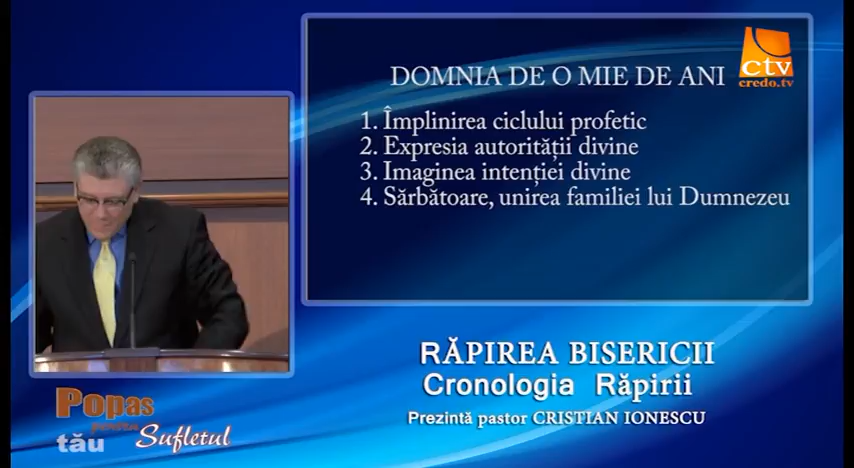 DOMNIA DE O MIE DE ANI
ctv
credo.tv
1. Împlinirea ciclului profetic
2. Expresia autorității divine
3. Imaginea intenției divine
4. Sărbătoare, unirea familiei lui Dumnezeu
RĂPIREA BISERICII
Cronologia Răpirii
Prezintă pastor CRISTIAN IONESCU
Popas
pentru
Sufletul
tău